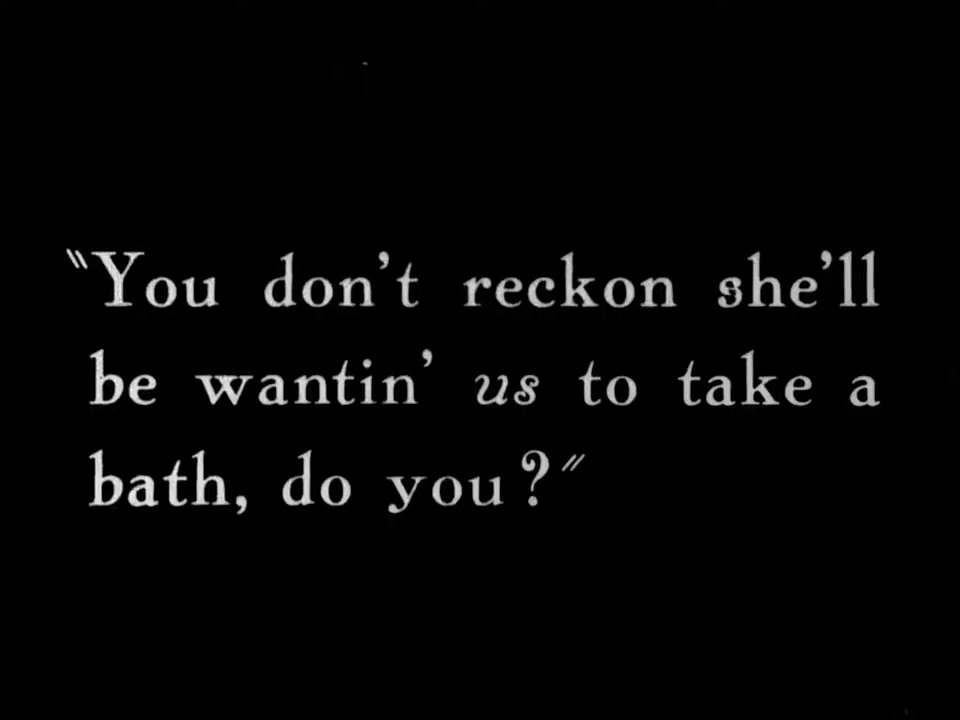 "You don't reckon she'll
be wantin' us to take a
bath, do you?"